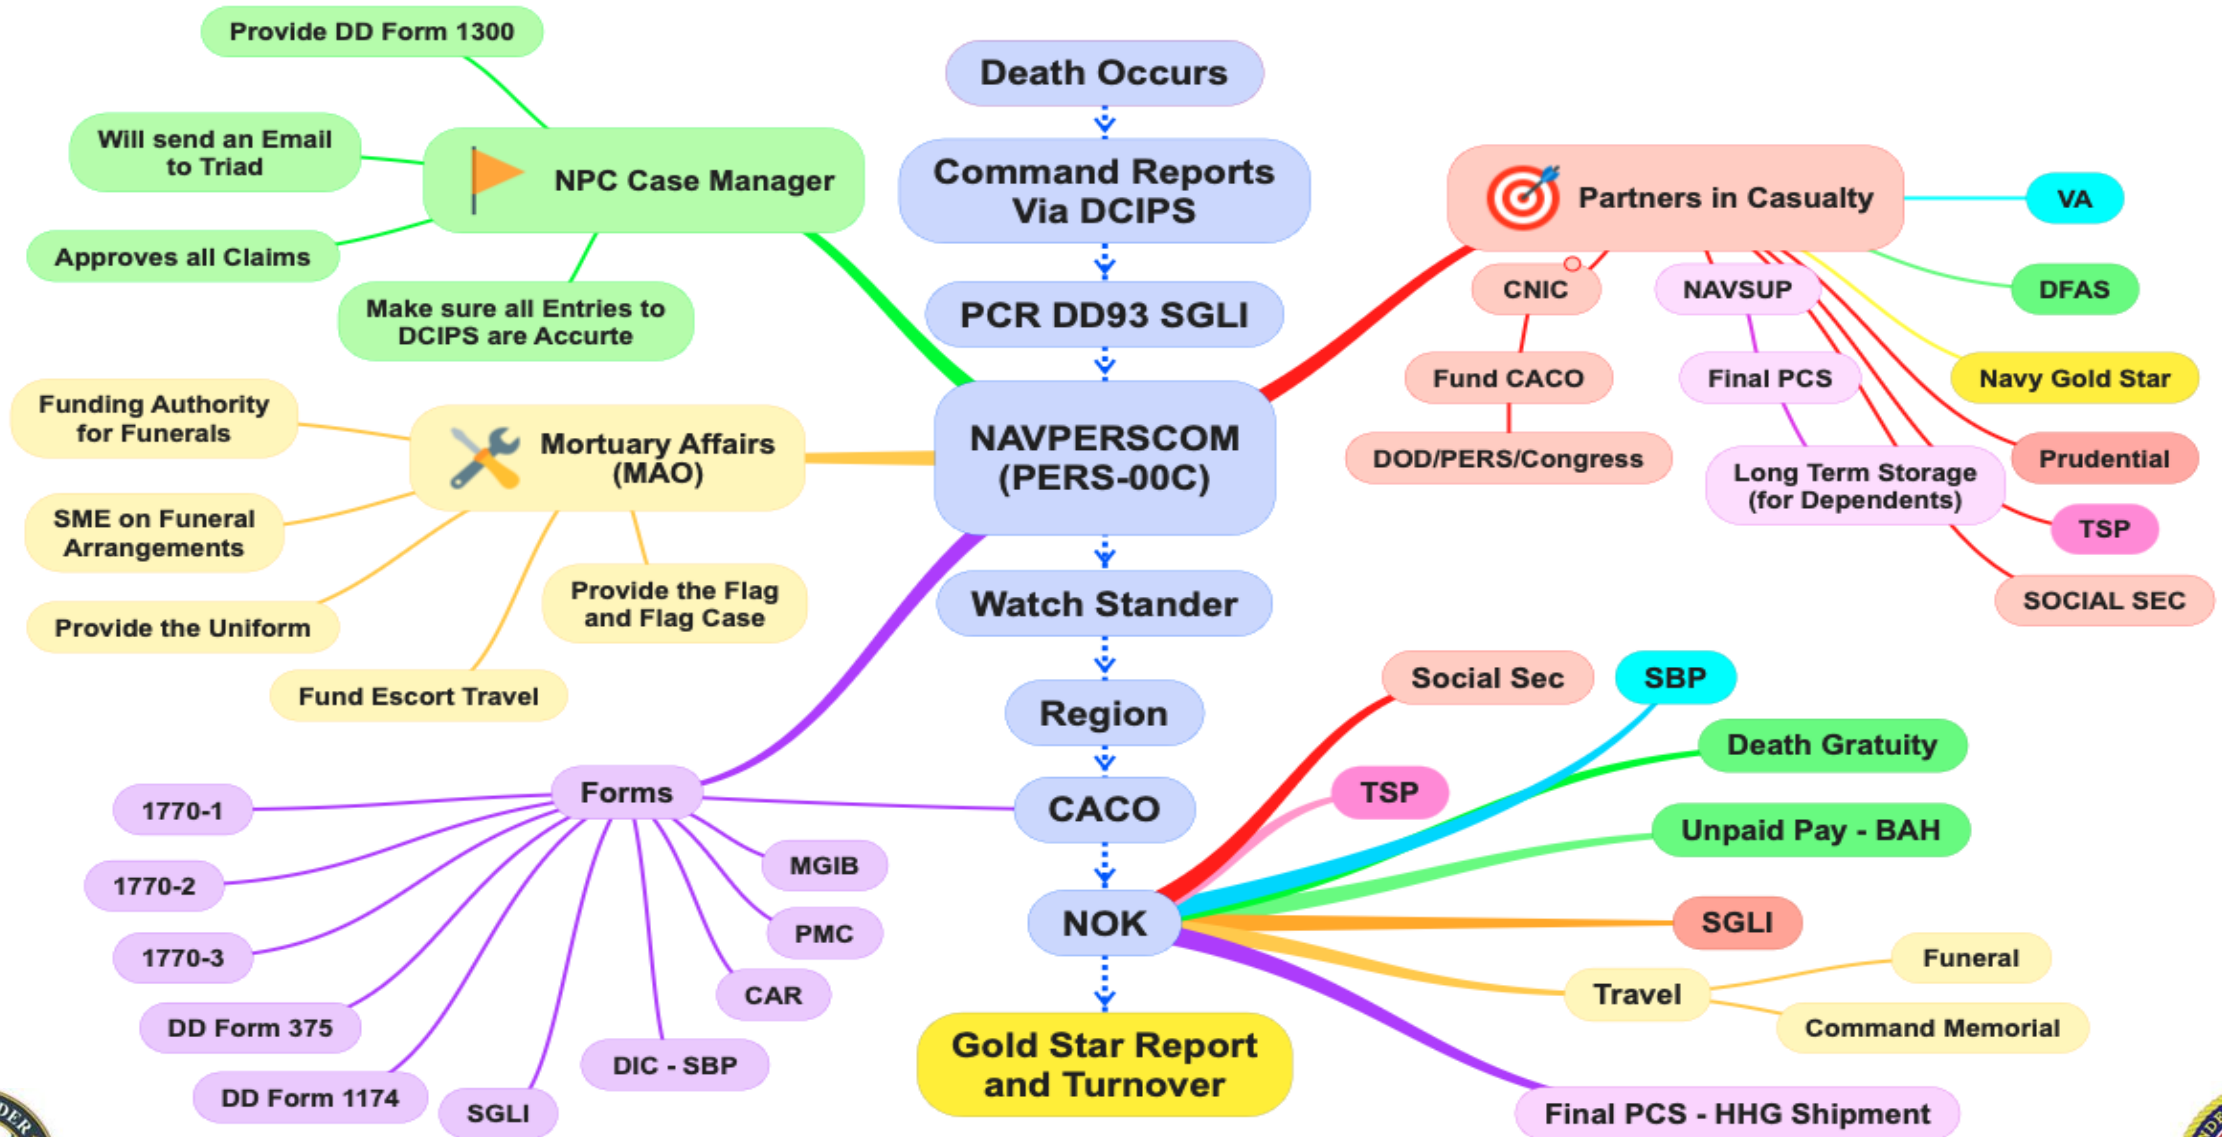 Provide DD Form 1300
Will send an Email
to Triad
NPC Case Manager
Approves all Claims
Make sure all Entries to
DCIPS are Accurte
Funding Authority
for Funerals
Mortuary Affairs
(MAO)
SME on Funeral
Arrangements
Provide the Uniform
Provide the Flag
and Flag Case
Fund Escort Travel
Death Occurs
Command Reports
Via DCIPS
PCR DD93 SGLI
NAVPERSCOM
(PERS-00C)
Watch Stander
Region
CACO
NOK
Gold Star Report
and Turnover
Partners in Casualty
VA
CNIC
NAVSUP
DFAS
Fund CACO
Final PCS
Navy Gold Star
DOD/PERS/Congress
Long Term Storage
(for Dependents)
Prudential
TSP
SOCIAL SEC
Forms
1770-1
1770-2
1770-3
DD Form 375
DD Form 1174
SGLI
DIC - SBP
CAR
PMC
MGIB
Social Sec
SBP
TSP
Death Gratuity
Unpaid Pay - BAH
SGLI
Travel
Funeral
Command Memorial
Final PCS - HHG Shipment